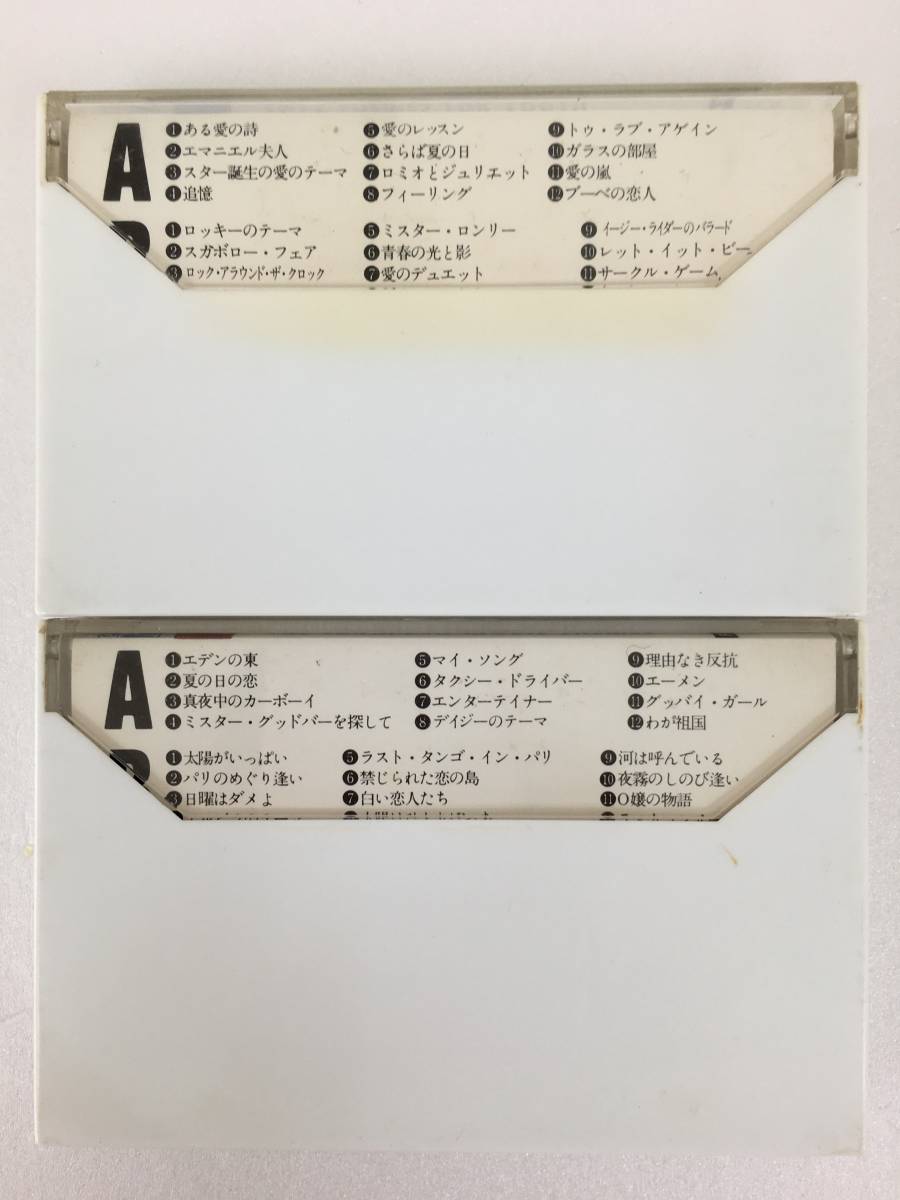 A
❶ある愛の詩 ❺愛のレッスン ❾トゥ・ラブ・アゲイン
❷エマニエル夫人 ❻さらば夏の日 ❿ガラスの部屋
❸スター誕生の愛のテーマ ❼ロミオとジュリエット ⓫愛の嵐
❹追憶 ❽フィーリング ⓬ブーベの恋人
❶ロッキーのテーマ ❺ミスター・ロンリー ❾イージー・ライダーのバラード
❷スガボロー・フェア ❻青春の光と影 ❿レット・イット・ビー
❸ロック・アラウンド・ザ・クロック ❼愛のデュエット ⓫サークル・ゲーム
A
❶エデンの東 ❺マイ・ソング ❾理由なき反抗
❷夏の日の恋 ❻タクシー・ドライバー ❿エーメン
❸真夜中のカーボーイ ❼エンターテイナー ⓫グッバイ・ガール
❹ミスター・グッドバーを探して ❽デイジーのテーマ ⓬わが祖国
❶太陽がいっぱい ❺ラスト・タンゴ・イン・パリ ❾河は呼んでいる
❷パリのめぐり逢い ❻禁じられた恋の島 ❿夜霧のしのび逢い
❸日曜はダメよ ❼白い恋人たち ⓫O嬢の物語